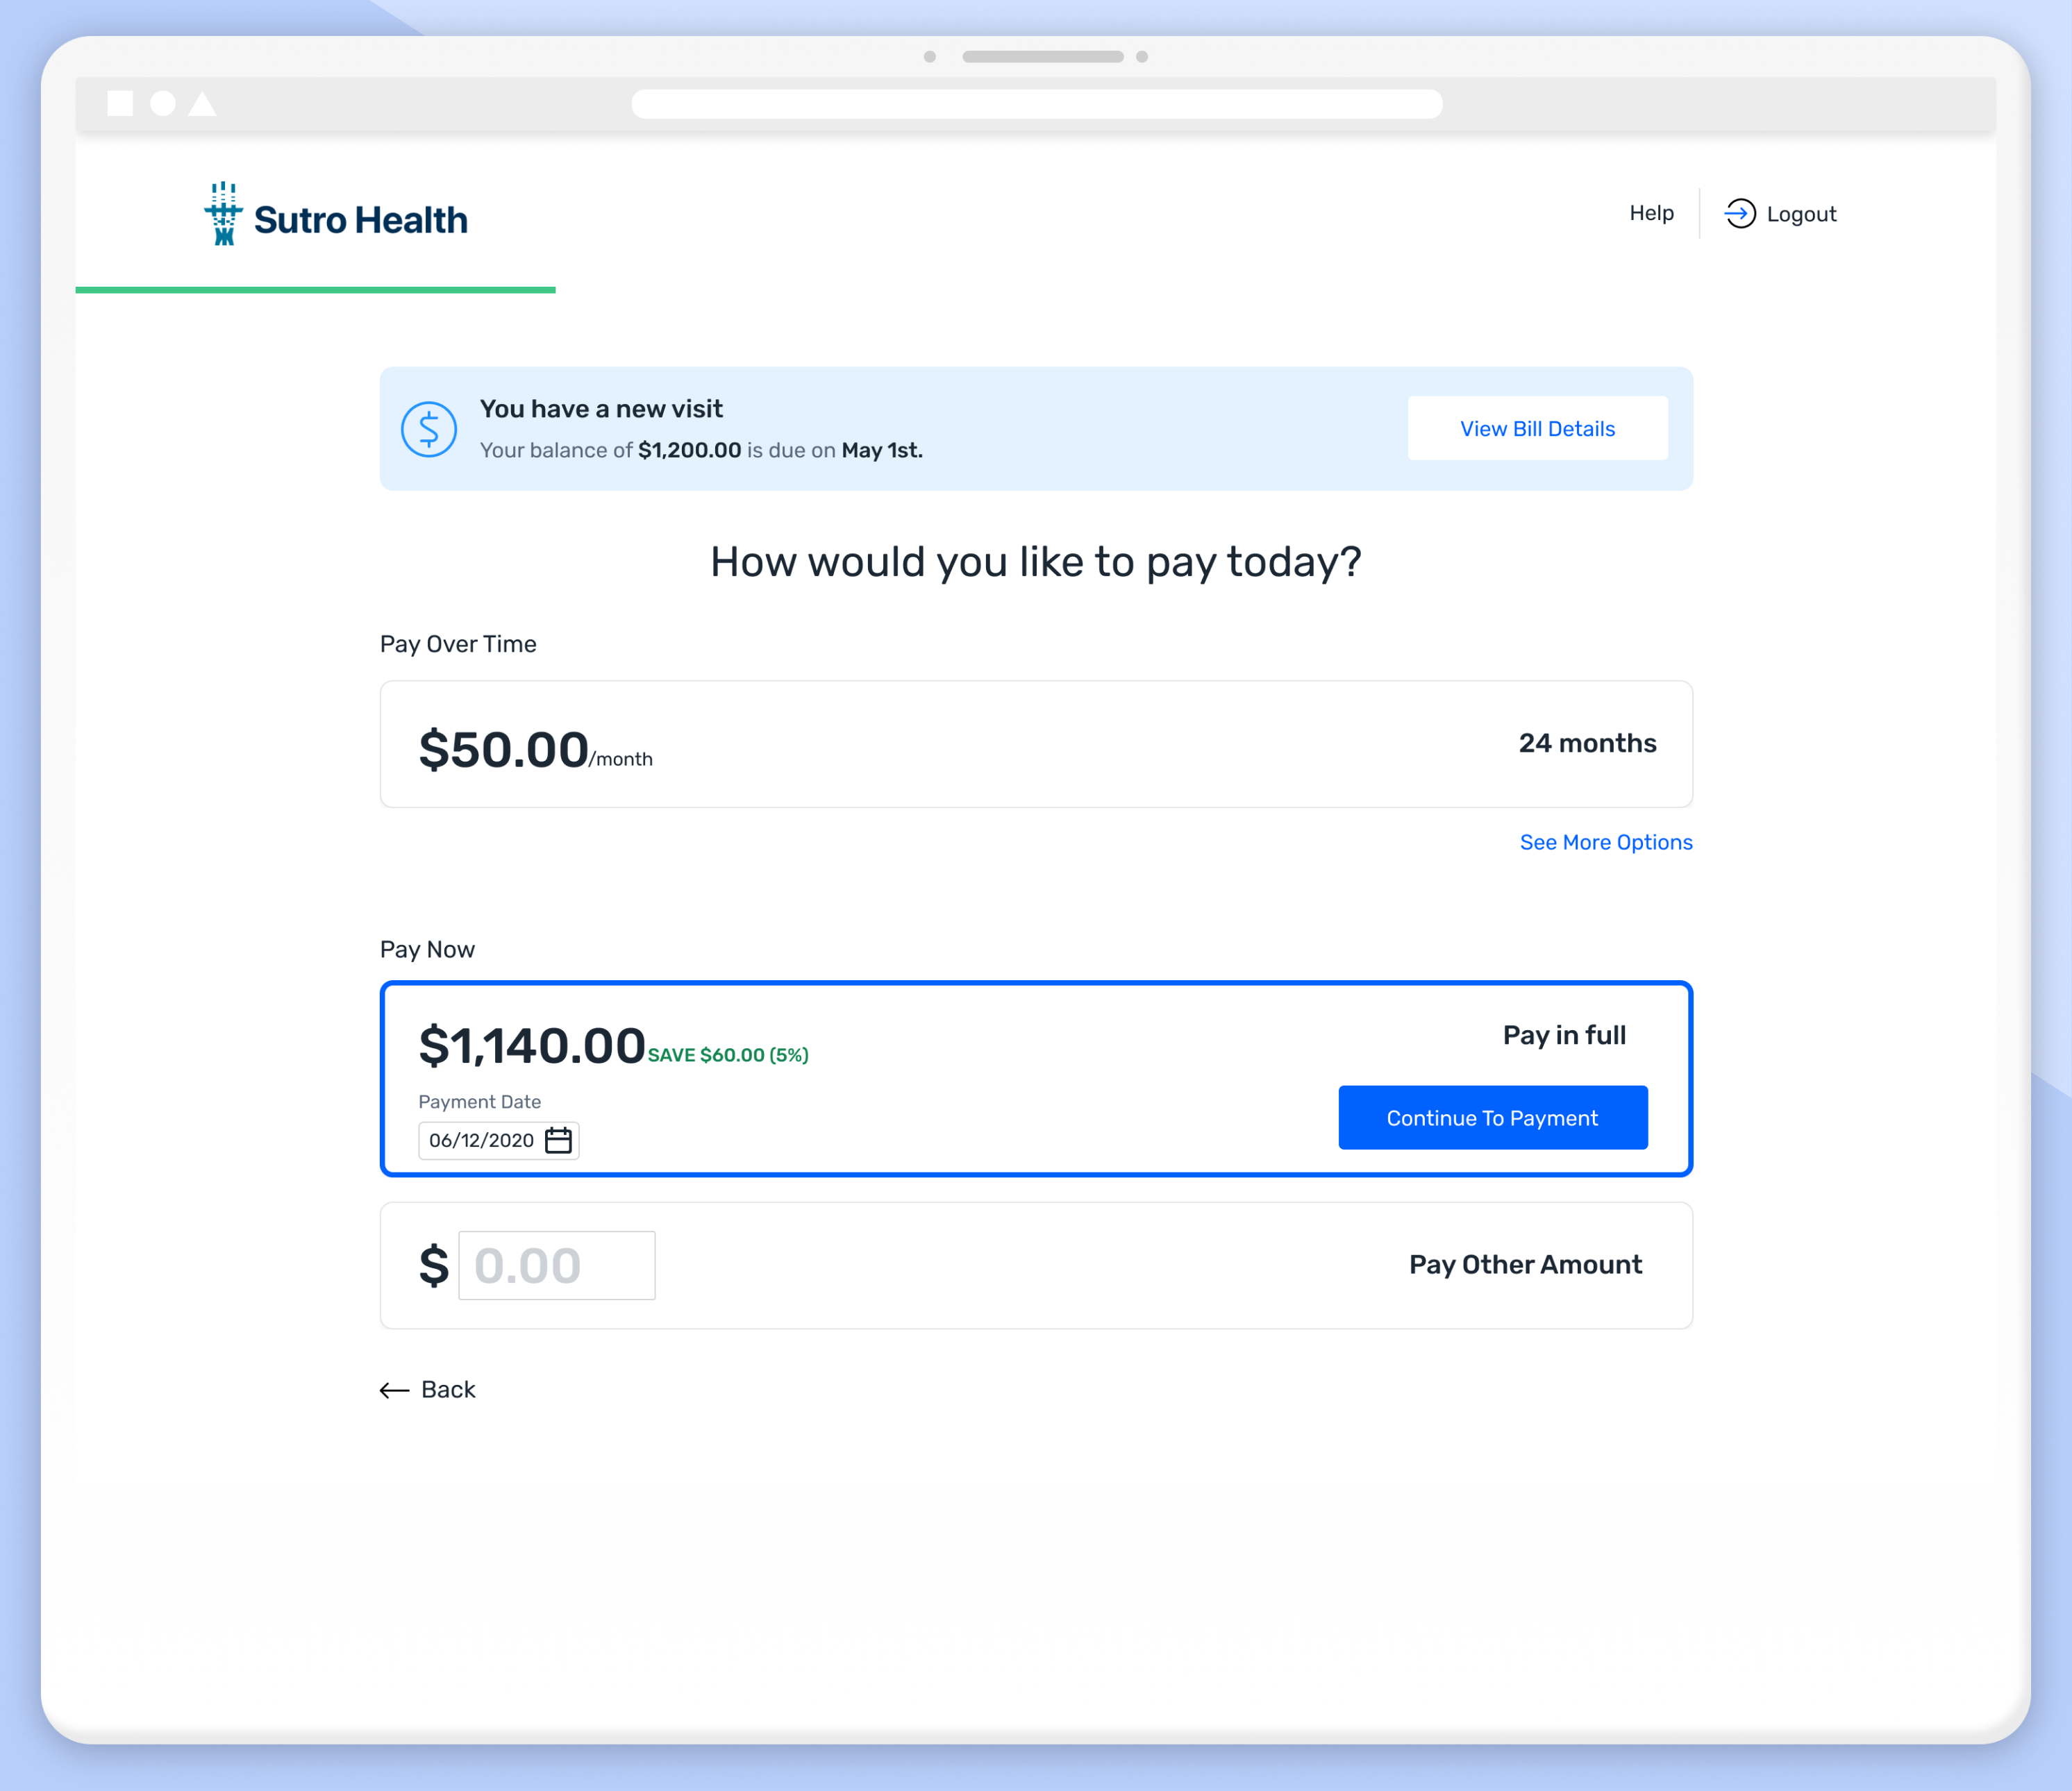 Sutro Health
Help
Logout
You have a new visit
Your balance of $1,200.00 is due on May 1st.
View Bill Details
How would you like to pay today?
Pay Over Time
$50.00/month
24 months
See More Options
Pay Now
$1,140.00 SAVE $60.00 (5%)
Pay in full
Payment Date
06/12/2020
Continue To Payment
$ 0.00
Pay Other Amount
Back